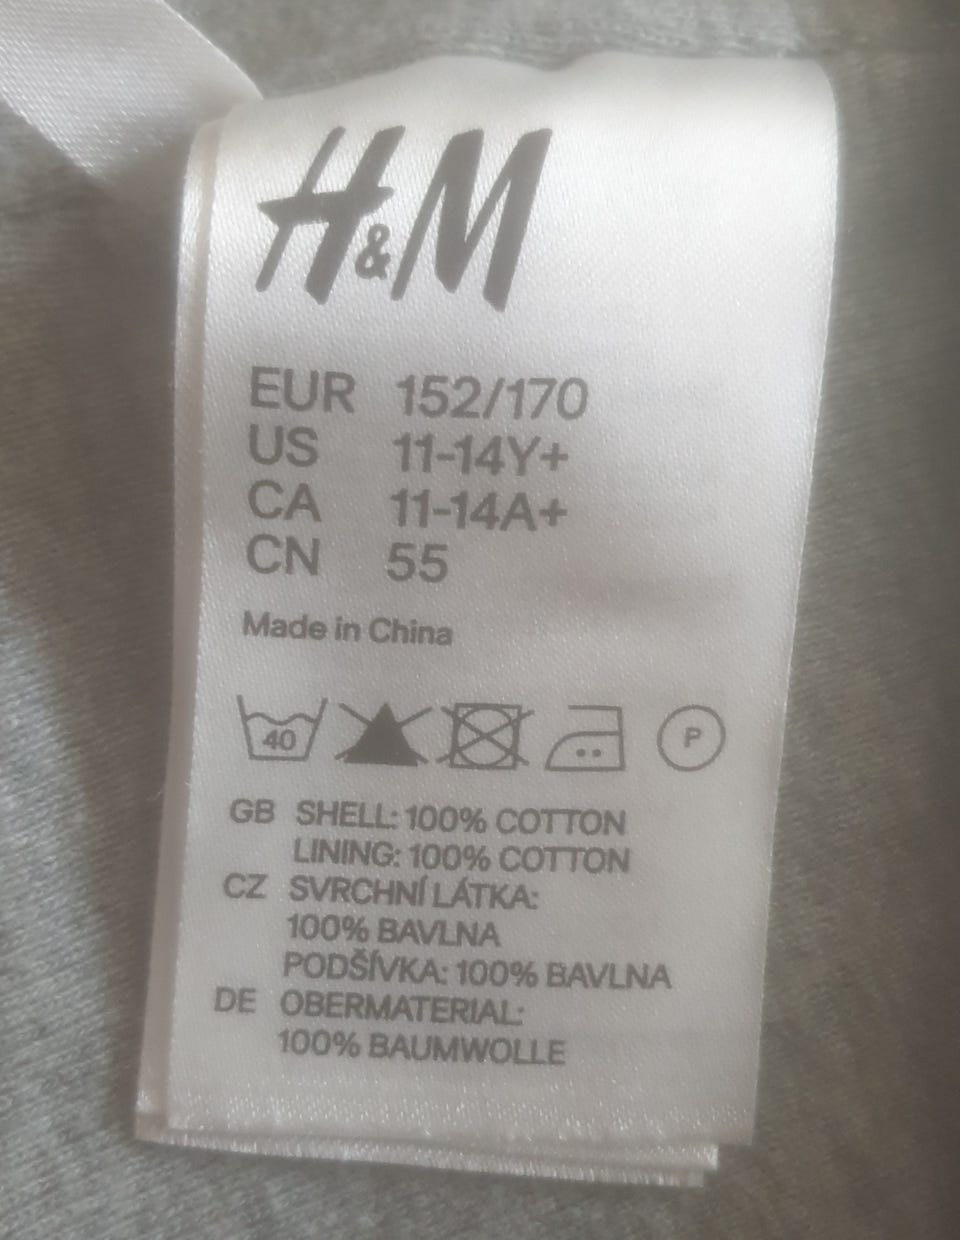 H&M
EUR 152/170
US 11-14Y+
CA 11-14A+
CN 55
Made in China
40 P
GB SHELL: 100% COTTON
LINING: 100% COTTON
CZ SVRCHNÍ LÁTKA:
100% BAVLNA
PODŠÍVKA: 100% BAVLNA
DE OBERMATERIAL:
100% BAUMWOLLE